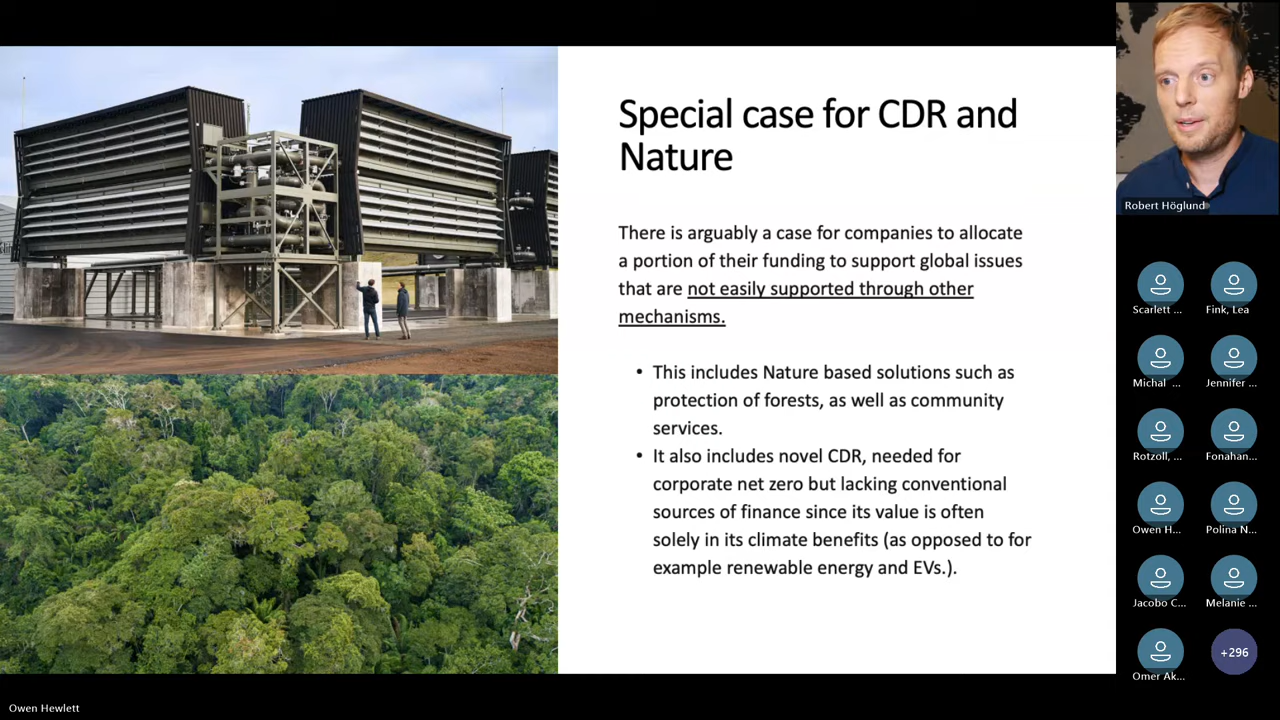 Special case for CDR and
Nature
There is arguably a case for companies to allocate
a portion of their funding to support global issues
that are not easily supported through other
mechanisms.
• This includes Nature based solutions such as
protection of forests, as well as community
services.
• It also includes novel CDR, needed for
corporate net zero but lacking conventional
sources of finance since its value is often
solely in its climate benefits (as opposed to for
example renewable energy and EVs.).
Robert Höglund
Scarlett ...
Fink, Lea
Michal ...
Jennifer ...
Rotzoll, ...
Fonahan...
Owen H...
Polina N...
Jacobo C...
Melanie ...
Omer Ak...
+296
Owen Hewlett